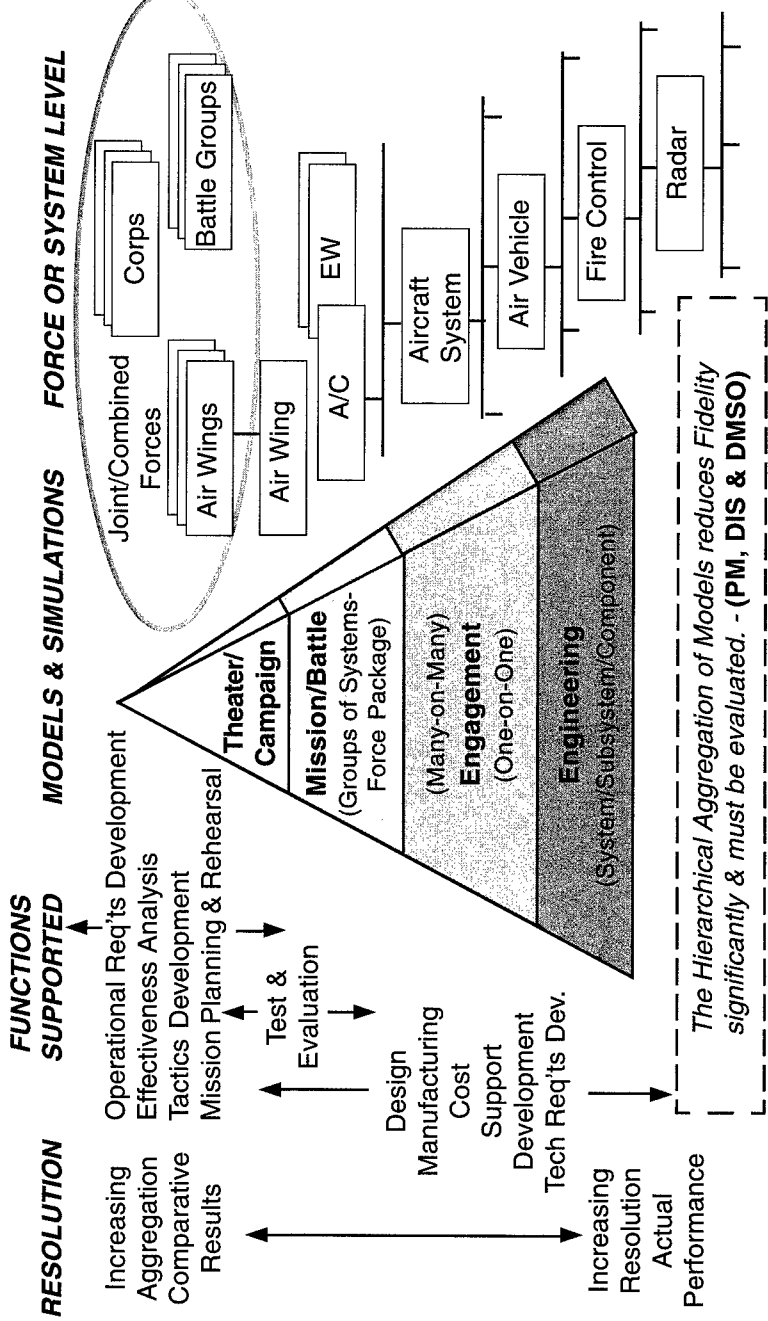 RESOLUTION
Increasing
Aggregation
Comparative
Results
Increasing
Resolution
Actual
Performance
FUNCTIONS
SUPPORTED
Operational Req'ts Development
Effectiveness Analysis
Tactics Development
Mission Planning & Rehearsal
Test &
Evaluation
Design
Manufacturing
Cost
Support
Development
Tech Req'ts Dev.
MODELS & SIMULATIONS
Theater/
Campaign
Mission/Battle
(Groups of Systems-
Force Package)
(Many-on-Many)
Engagement
(One-on-One)
Engineering
(System/Subsystem/Component)
FORCE OR SYSTEM LEVEL
Joint/Combined
Forces
Corps
Air Wings
Battle Groups
Air Wing
A/C
EW
Aircraft
System
Air Vehicle
Fire Control
Radar
The Hierarchical Aggregation of Models reduces Fidelity
significantly & must be evaluated. - (PM, DIS & DMSO)